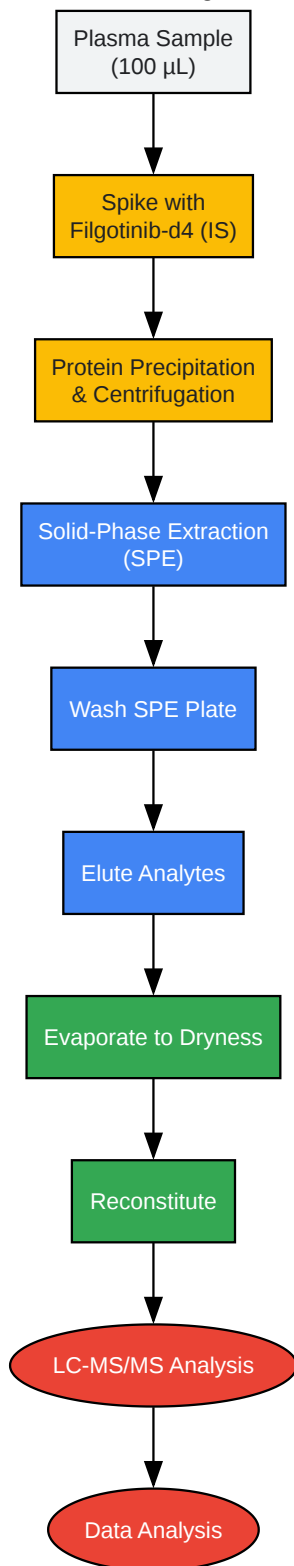 Plasma Sample
(100 µL)
Spike with
Filgotinib-d4 (IS)
Protein Precipitation
& Centrifugation
Solid-Phase Extraction
(SPE)
Wash SPE Plate
Elute Analytes
Evaporate to Dryness
Reconstitute
LC-MS/MS Analysis
Data Analysis